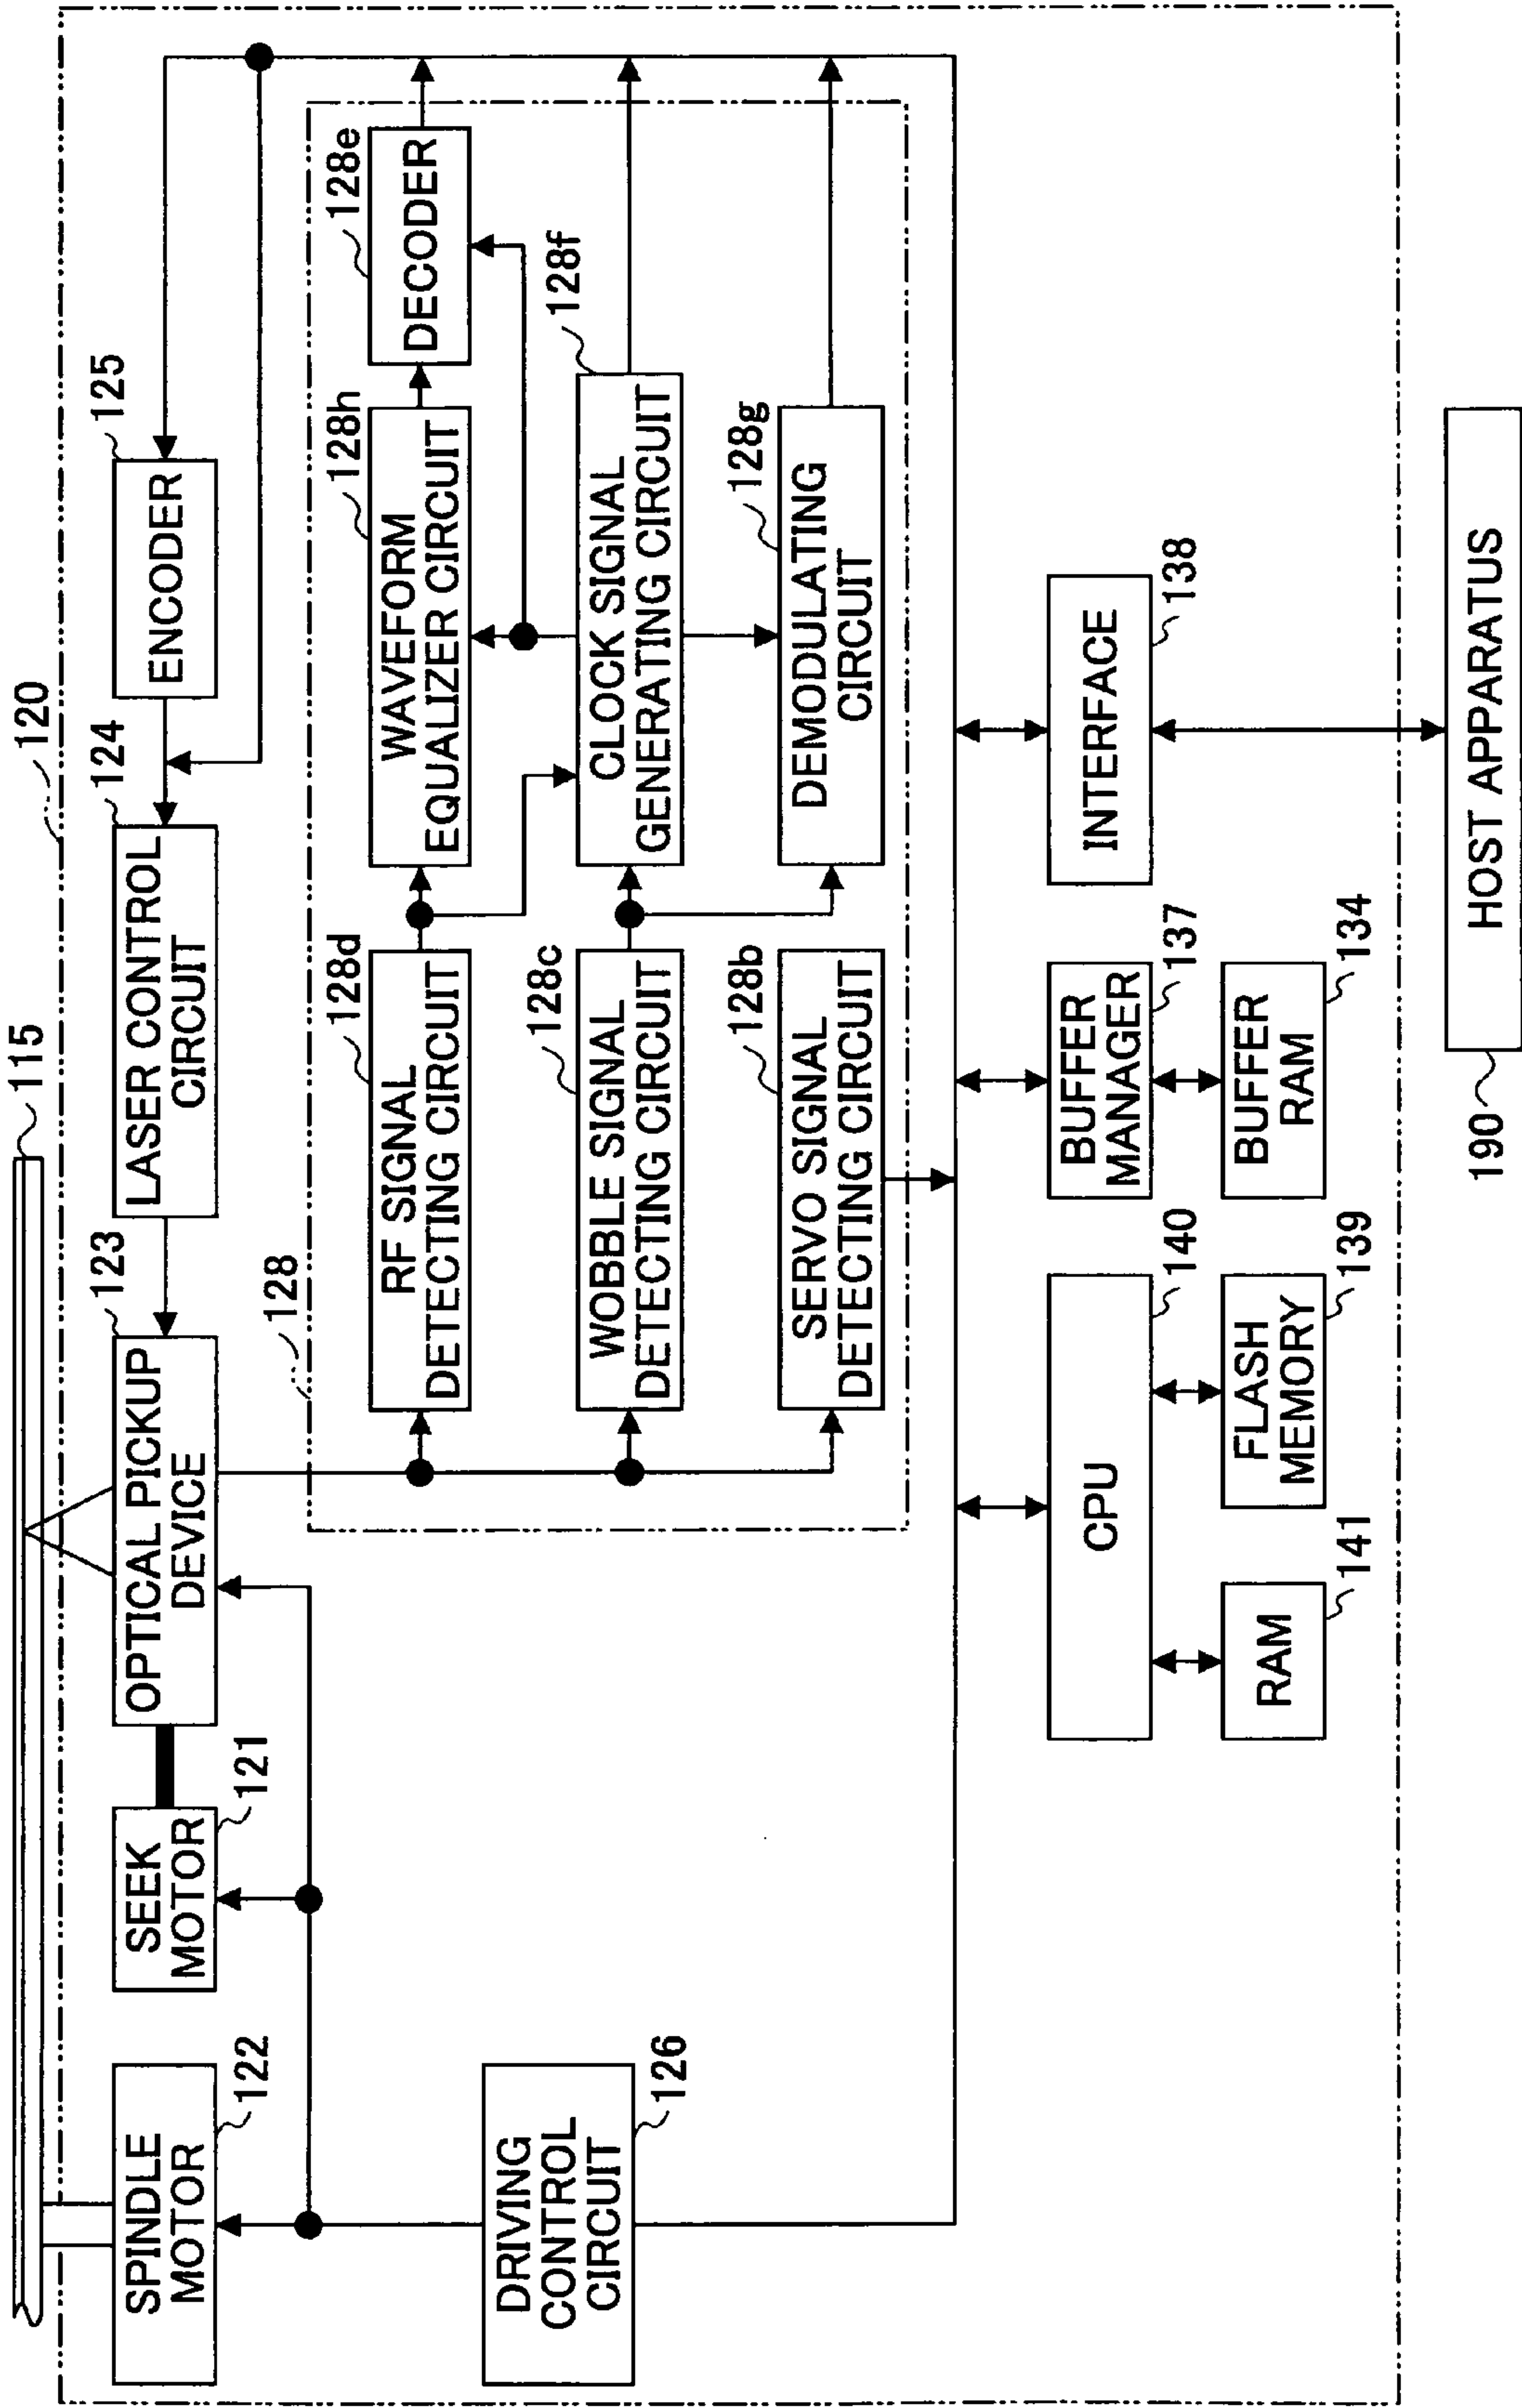 115
120
SPINDLE
MOTOR
122
SEEK
MOTOR
121
OPTICAL PICKUP
DEVICE
123
LASER CONTROL
CIRCUIT
124
ENCODER
125
DRIVING
CONTROL
CIRCUIT
126
128
RF SIGNAL
DETECTING CIRCUIT
128d
WAVEFORM
EQUALIZER CIRCUIT
128h
DECODER
128e
WOBBLE SIGNAL
DETECTING CIRCUIT
128c
CLOCK SIGNAL
GENERATING CIRCUIT
128f
SERVO SIGNAL
DETECTING CIRCUIT
128b
DEMODULATING
CIRCUIT
128g
CPU
140
BUFFER
MANAGER
137
INTERFACE
138
RAM
141
FLASH
MEMORY
139
BUFFER
RAM
134
HOST APPARATUS
190